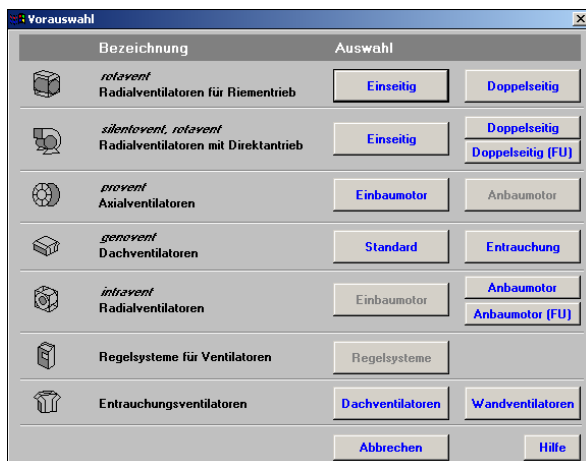 Vorauswahl
Bezeichnung Auswahl
rotavent
Radialventilatoren für Riementrieb
Einseitig Doppelseitig
silentovent, rotavent
Radialventilatoren mit Direktantrieb
Einseitig Doppelseitig
Doppelseitig (FU)
provent
Axialventilatoren
Einbaumotor Anbaumotor
genovent
Dachventilatoren
Standard Entrauchung
intravent
Radialventilatoren
Einbaumotor Anbaumotor
Anbaumotor (FU)
Regelsysteme für Ventilatoren Regelsysteme
Entrauchungsventilatoren Dachventilatoren Wandventilatoren
Abbrechen Hilfe